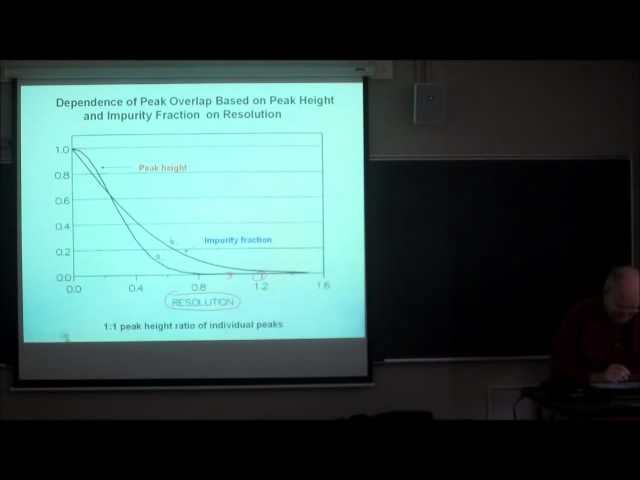 Dependence of Peak Overlap Based on Peak Height
and Impurity Fraction on Resolution
1.0
Peak height
0.8
0.6
0.4
b.
Impurity fraction
0.2
a.
0.0
0.0 0.4 0.8 1.2 1.6
RESOLUTION
1:1 peak height ratio of individual peaks